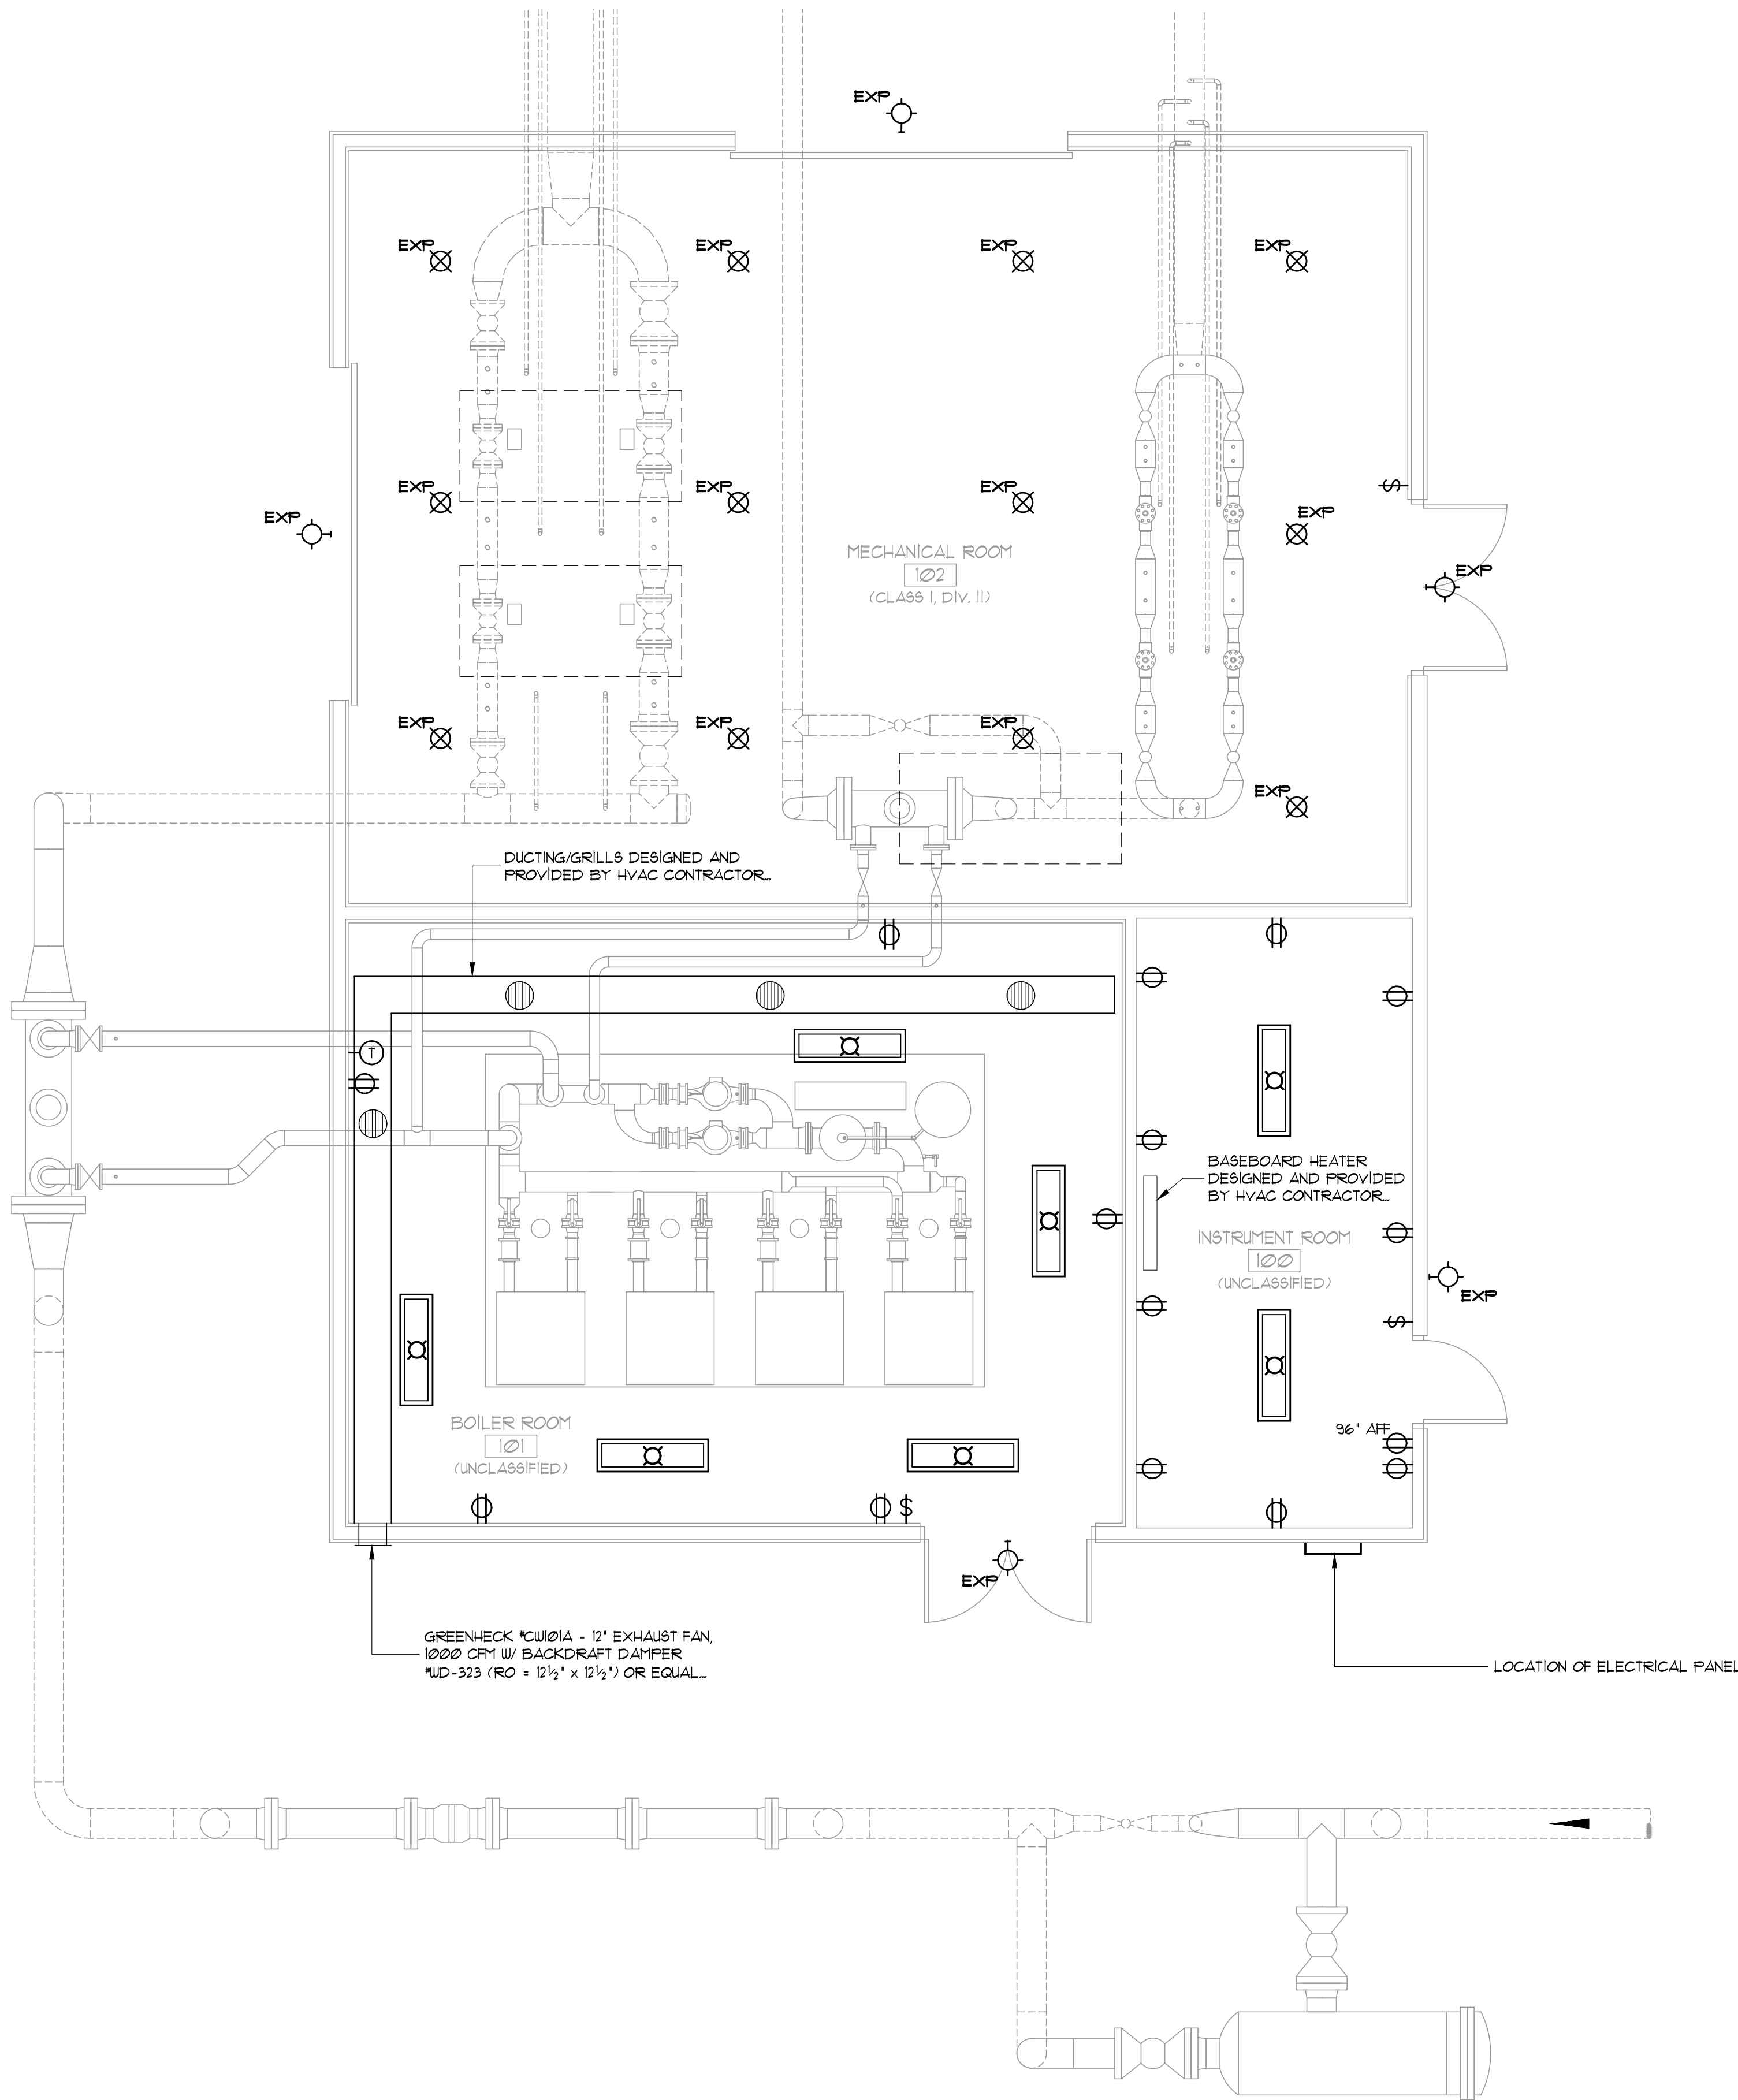 EXP
EXP
EXP
EXP
EXP
EXP
EXP
EXP
EXP
EXP
MECHANICAL ROOM
102
(CLASS I, DIV. II)
EXP
EXP
EXP
EXP
EXP
DUCTING/GRILLS DESIGNED AND
PROVIDED BY HVAC CONTRACTOR...
T
BASEBOARD HEATER
DESIGNED AND PROVIDED
BY HVAC CONTRACTOR...
INSTRUMENT ROOM
100
(UNCLASSIFIED)
EXP
BOILER ROOM
101
(UNCLASSIFIED)
96" AFF
$
EXP
GREENHECK #CW101A - 12" EXHAUST FAN,
1000 CFM W/ BACKDRAFT DAMPER
#WD-323 (RO = 12½" x 12½") OR EQUAL...
LOCATION OF ELECTRICAL PANEL